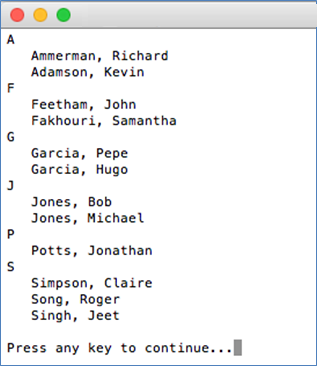 A
Ammerman, Richard
Adamson, Kevin
F
Feetham, John
Fakhouri, Samantha
G
Garcia, Pepe
Garcia, Hugo
J
Jones, Bob
Jones, Michael
P
Potts, Jonathan
S
Simpson, Claire
Song, Roger
Singh, Jeet
Press any key to continue...